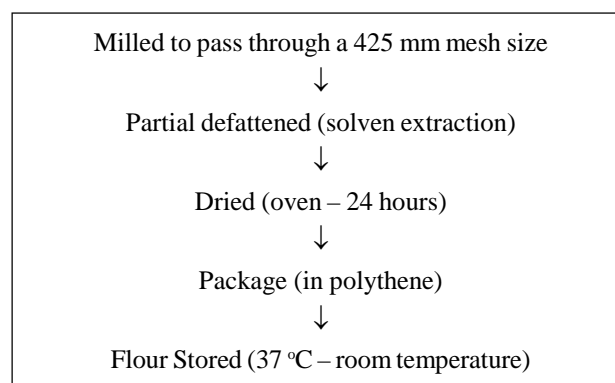 Milled to pass through a 425 mm mesh size
↓
Partial defattened (solven extraction)
↓
Dried (oven – 24 hours)
↓
Package (in polythene)
↓
Flour Stored (37 °C – room temperature)